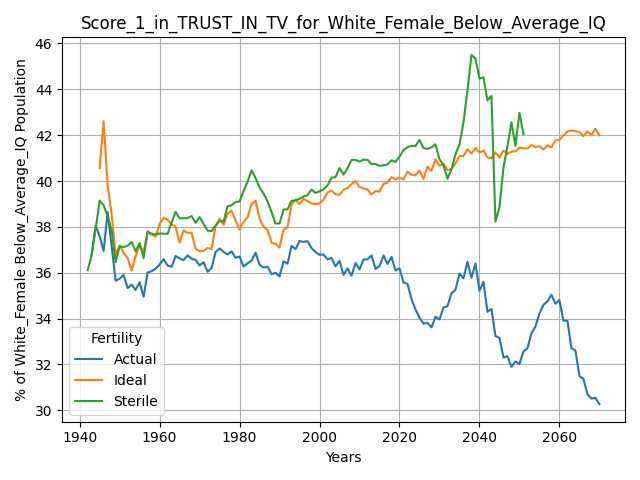 Score_1_in_TRUST_IN_TV_for_White_Female_Below_Average_IQ
% of White_Female Below_Average_IQ Population
46
44
42
40
38
36
34
32
30
Fertility
Actual
Ideal
Sterile
1940 1960 1980 2000 2020 2040 2060
Years